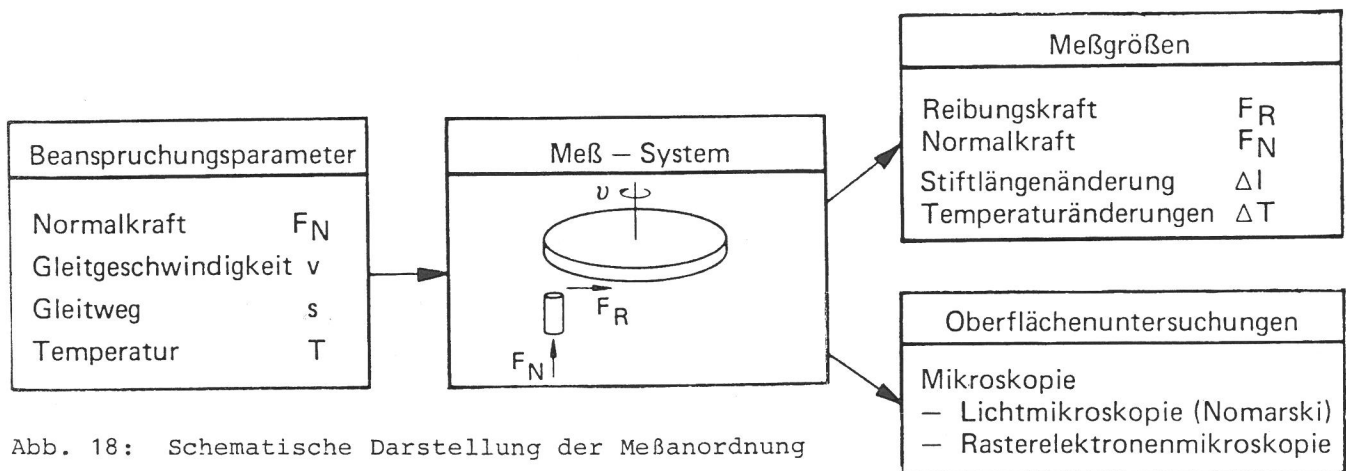 Beanspruchungsparameter
Normalkraft F_N
Gleitgeschwindigkeit v
Gleitweg s
Temperatur T
Meß – System
υ
F_R
F_N
Meßgrößen
Reibungskraft F_R
Normalkraft F_N
Stiftlängenänderung Δl
Temperaturänderungen ΔT
Oberflächenuntersuchungen
Mikroskopie
– Lichtmikroskopie (Nomarski)
– Rasterelektronenmikroskopie
Abb. 18: Schematische Darstellung der Meßanordnung